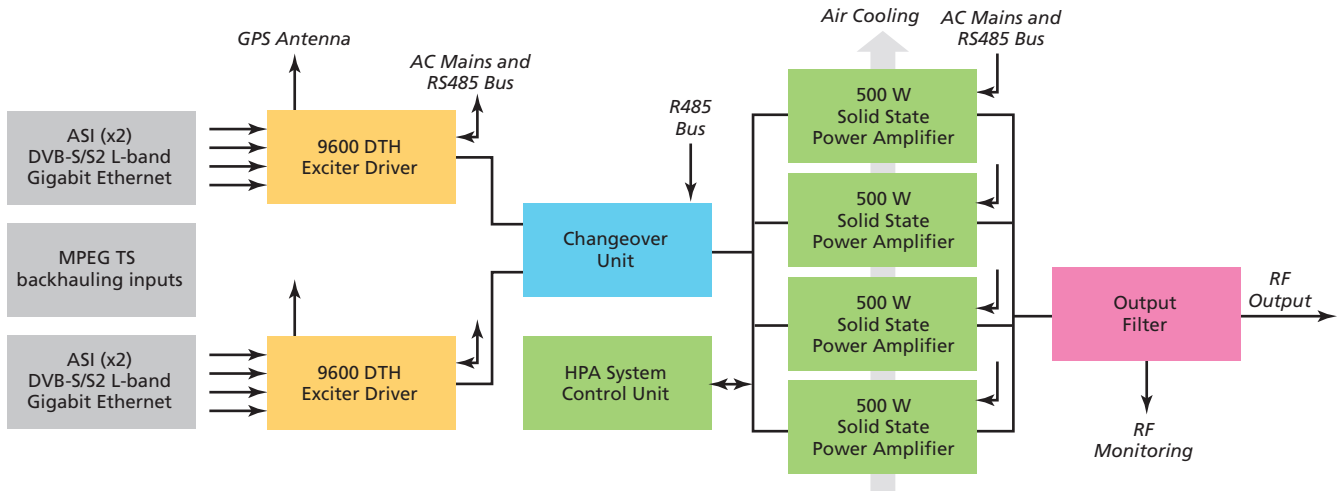 GPS Antenna
AC Mains and
RS485 Bus
Air Cooling
AC Mains and
RS485 Bus
R485
Bus
ASI (x2)
DVB-S/S2 L-band
Gigabit Ethernet
9600 DTH
Exciter Driver
MPEG TS
backhauling inputs
ASI (x2)
DVB-S/S2 L-band
Gigabit Ethernet
9600 DTH
Exciter Driver
Changeover
Unit
HPA System
Control Unit
500 W
Solid State
Power Amplifier
500 W
Solid State
Power Amplifier
500 W
Solid State
Power Amplifier
500 W
Solid State
Power Amplifier
Output
Filter
RF
Output
RF
Monitoring